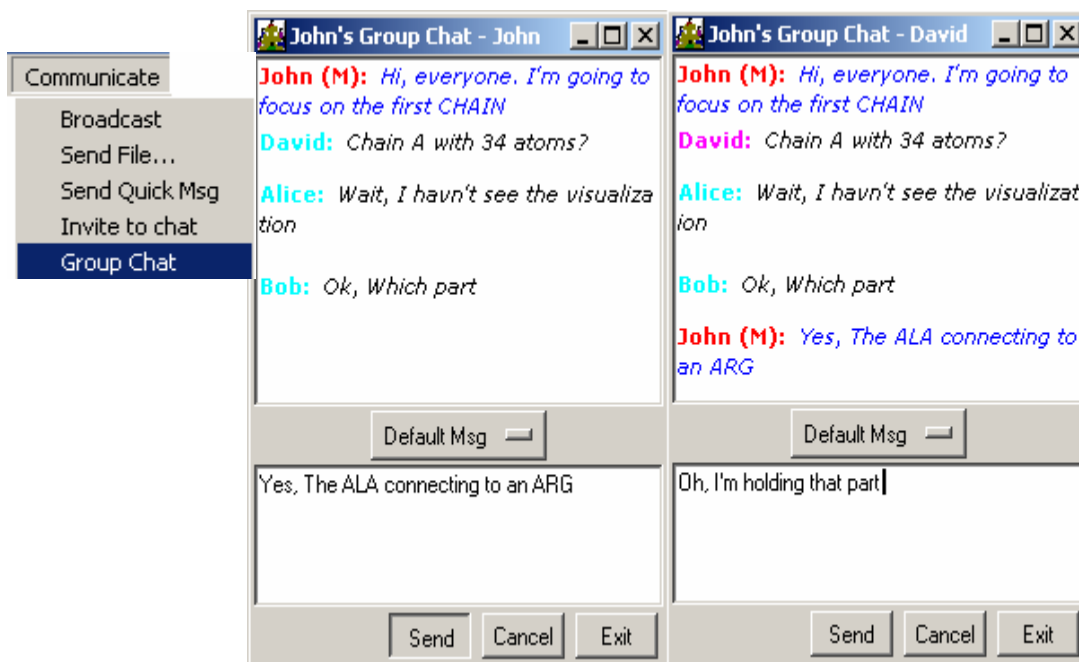 Communicate
Broadcast
Send File...
Send Quick Msg
Invite to chat
Group Chat
John's Group Chat - John
John (M): Hi, everyone. I'm going to
focus on the first CHAIN
David: Chain A with 34 atoms?
Alice: Wait, I havn't see the visualiza
tion
Bob: Ok, Which part
Default Msg
Yes, The ALA connecting to an ARG
Send Cancel Exit
John's Group Chat - David
John (M): Hi, everyone. I'm going to
focus on the first CHAIN
David: Chain A with 34 atoms?
Alice: Wait, I havn't see the visualizat
ion
Bob: Ok, Which part
John (M): Yes, The ALA connecting to
an ARG
Default Msg
Oh, I'm holding that part
Send Cancel Exit